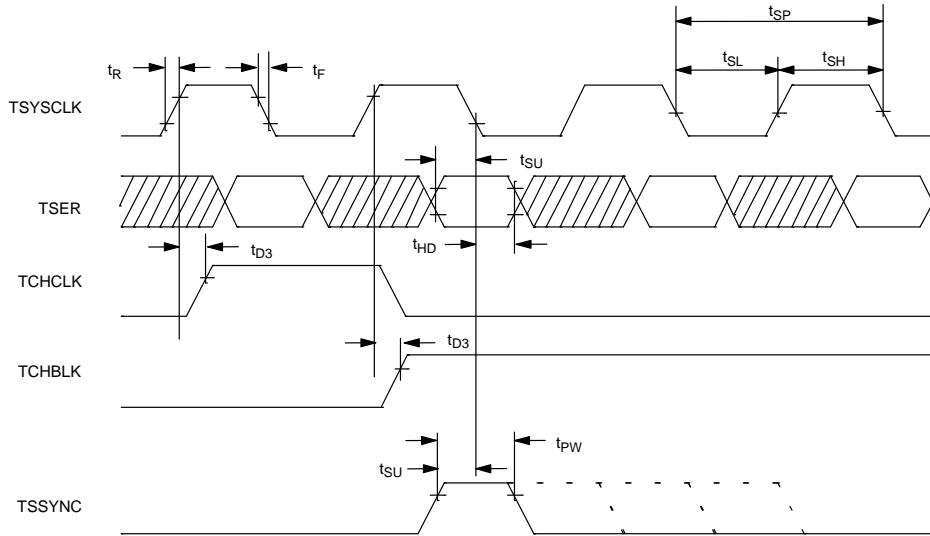 tSP
tR
tF
tSL
tSH
TSYSCLK
tSU
TSER
tHD
tD3
TCHCLK
tD3
TCHBLK
tPW
tSU
TSSYNC